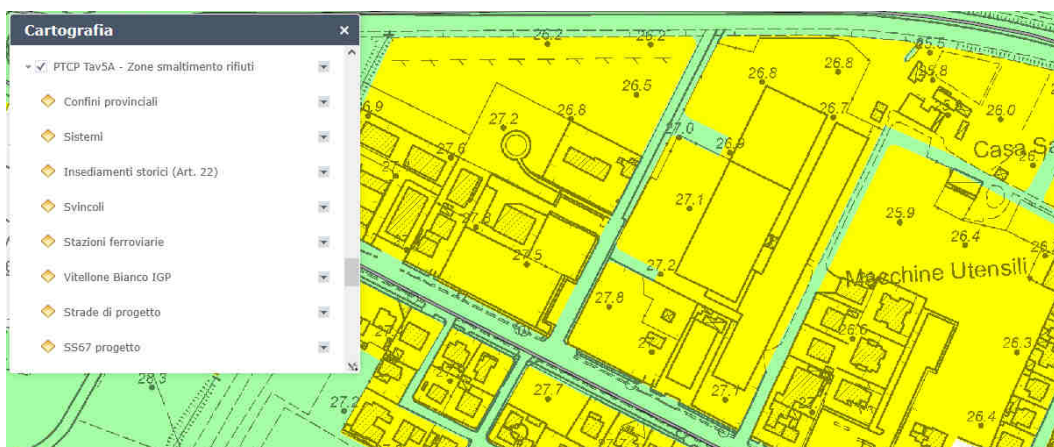 Cartografia
×
PTCP Tav5A - Zone smaltimento rifiuti
Confini provinciali
Sistemi
Insediamenti storici (Art. 22)
Svincoli
Stazioni ferroviarie
Vitellone Bianco IGP
Strade di progetto
SS67 progetto
26.2
26.2
25.5
26.8
26.8
25.8
26.5
26.9
26.8
26.7
26.0
27.2
27.0
26.9
Casa Sa
27.6
27.1
25.9
27.8
26.4
27.5
27.2
Macchine Utensili
27.8
26.6
26.3
28.3
27.2
27.7
27.1
26.4